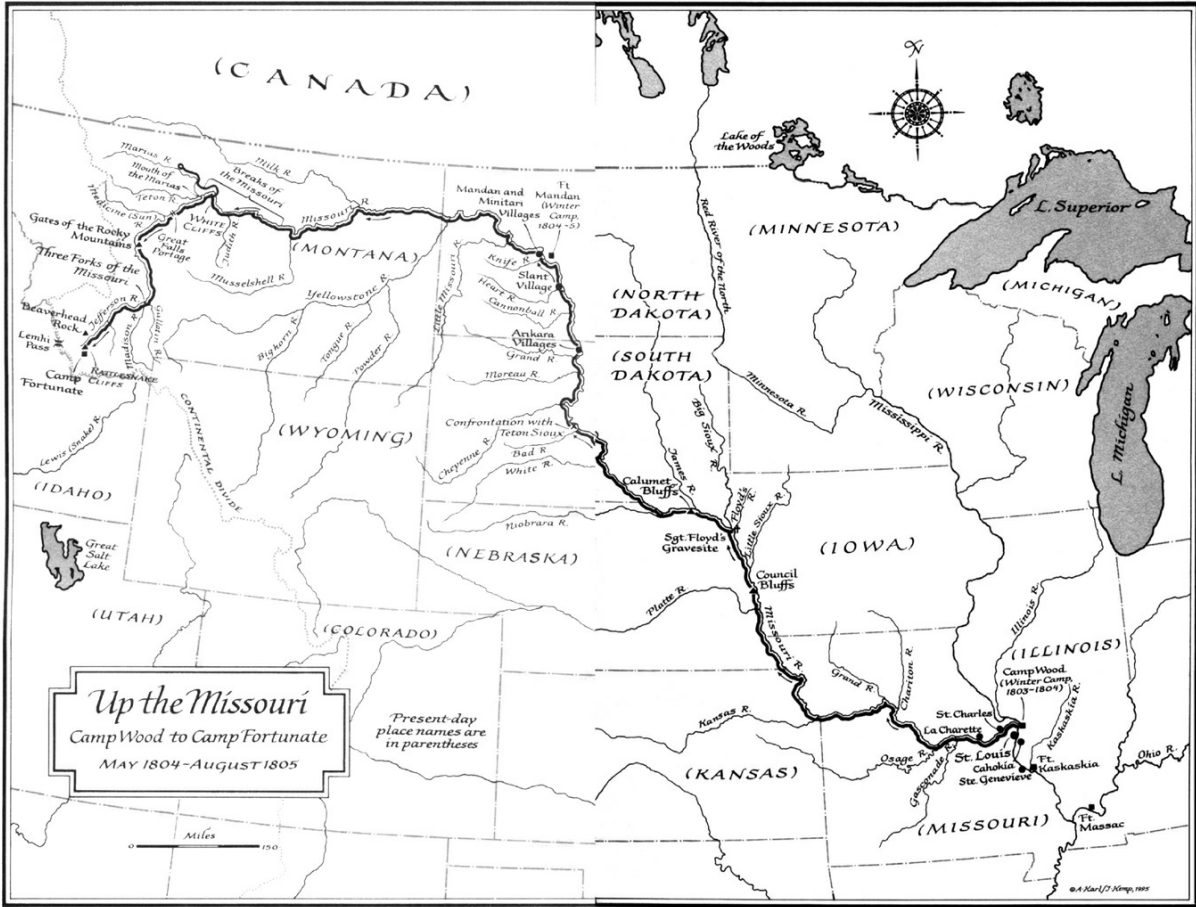 (CANADA)
N
Lake of
the Woods
L. Superior
Marias R.
Mouth of
the Marias
Teton R.
Medicine (Sun)
R.
Milk R.
Breaks of
the Missouri
Missouri R.
Mandan and
Minitari
Villages
Ft
Mandan
(Winter
Camp,
1804-5)
Red River of the North
(MINNESOTA)
Gates of the Rocky
Mountains
WHITE
CLIFFS
Great
Falls
Portage
Judith R.
(MONTANA)
Three Forks of the
Missouri
Musselshell R.
Yellowstone R.
Little Missouri
Knife R.
Slant
Village
Heart R.
Cannonball R.
(NORTH
DAKOTA)
(MICHIGAN)
Beaverhead
Rock
Jefferson R.
Madison R.
Gallatin R.
Lemhi
Pass
RATTLESNAKE
CLIFFS
Camp
Fortunate
Bighorn R.
Tongue R.
Powder R.
Arikara
Villages
Grand R.
Moreau R.
(SOUTH
DAKOTA)
Minnesota R.
Mississippi R.
(WISCONSIN)
L. Michigan
CONTINENTAL DIVIDE
(WYOMING)
Confrontation with
Teton Sioux
Cheyenne R.
Bad R.
White R.
Big Sioux R.
James R.
Lewis (Snake) R.
(IDAHO)
Calumet
Bluffs
Floyd's
R.
Little Sioux R.
Niobrara R.
Great
Salt
Lake
(NEBRASKA)
Sgt. Floyd's
Gravesite
(IOWA)
Council
Bluffs
Platte R.
Missouri R.
(UTAH)
(COLORADO)
Illinois R.
(ILLINOIS)
Camp Wood
(Winter Camp,
1803-1804)
Grand R.
Chariton R.
Kaskaskia R.
Up the Missouri
Camp Wood to Camp Fortunate
MAY 1804-AUGUST 1805
Present-day
place names are
in parentheses
Kansas R.
St. Charles
La Charette
Osage R.
Gasconade R.
St. Louis
Cahokia
Ste. Genevieve
Ft.
Kaskaskia
Ohio R.
(KANSAS)
(MISSOURI)
Ft.
Massac
Miles
0 150
©A·Karl/J·Kemp, 1995